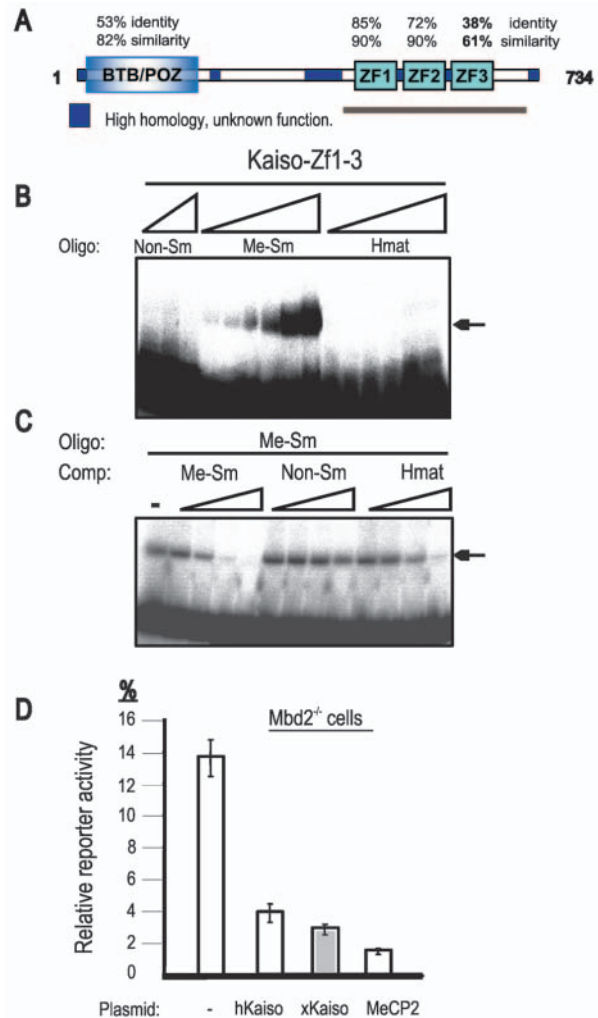 A
53% identity 85% 72% 38% identity
82% similarity 90% 90% 61% similarity
1 BTB/POZ ZF1 ZF2 ZF3 734
High homology, unknown function.
Kaiso-Zf1-3
B
Oligo: Non-Sm Me-Sm Hmat
C
Oligo: Me-Sm
Comp: Me-Sm Non-Sm Hmat
-
D
%
Mbd2-/- cells
Relative reporter activity
16
14
12
10
8
6
4
2
0
Plasmid: - hKaiso xKaiso MeCP2